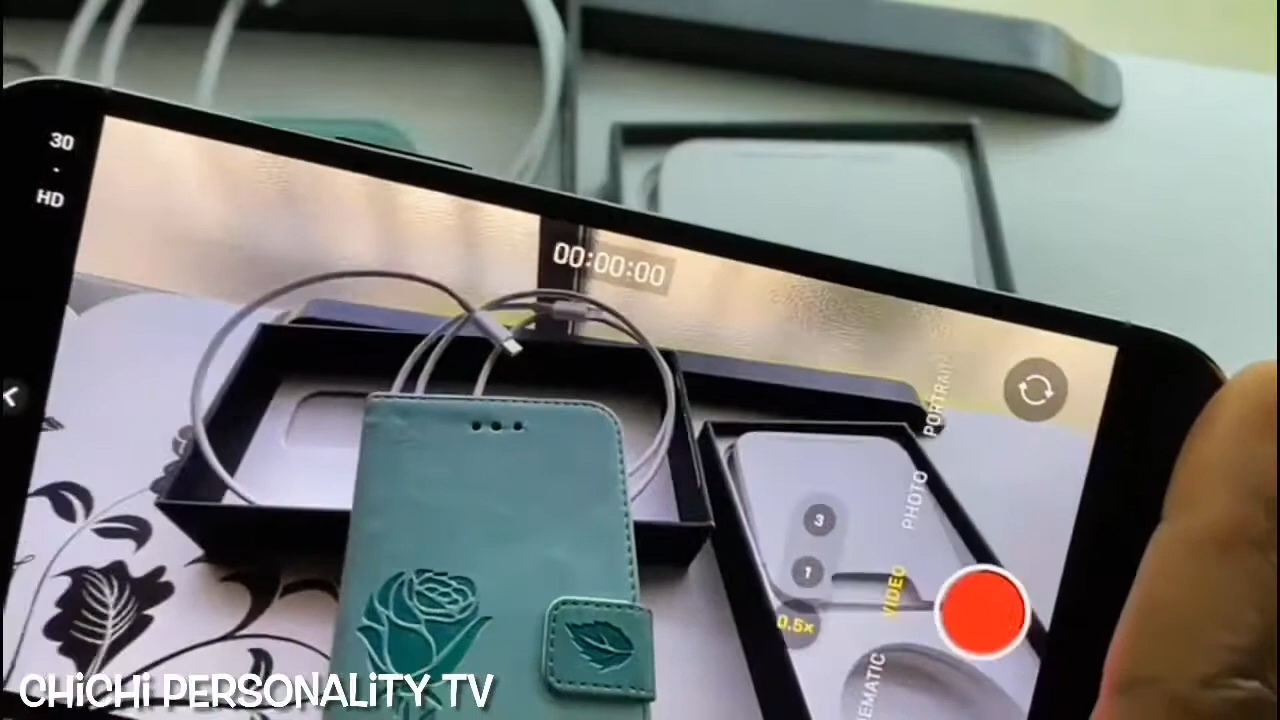 30
HD
00:00:00
PORTRAIT
PHOTO
3
1
VIDEO
0.5×
CHiCHi PERSONALiTY TV